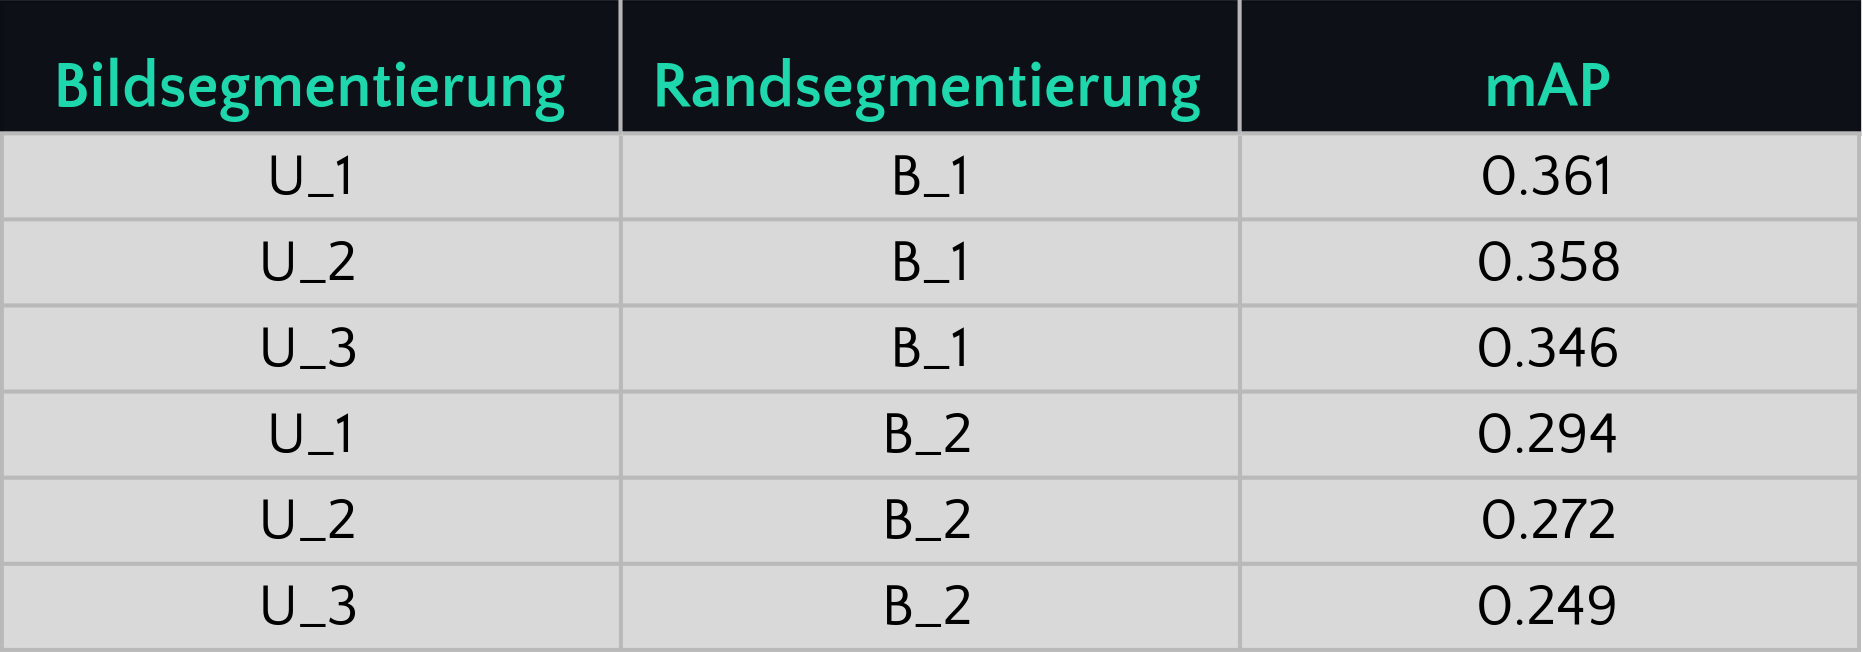 Bildsegmentierung Randsegmentierung mAP
U_1 B_1 0.361
U_2 B_1 0.358
U_3 B_1 0.346
U_1 B_2 0.294
U_2 B_2 0.272
U_3 B_2 0.249